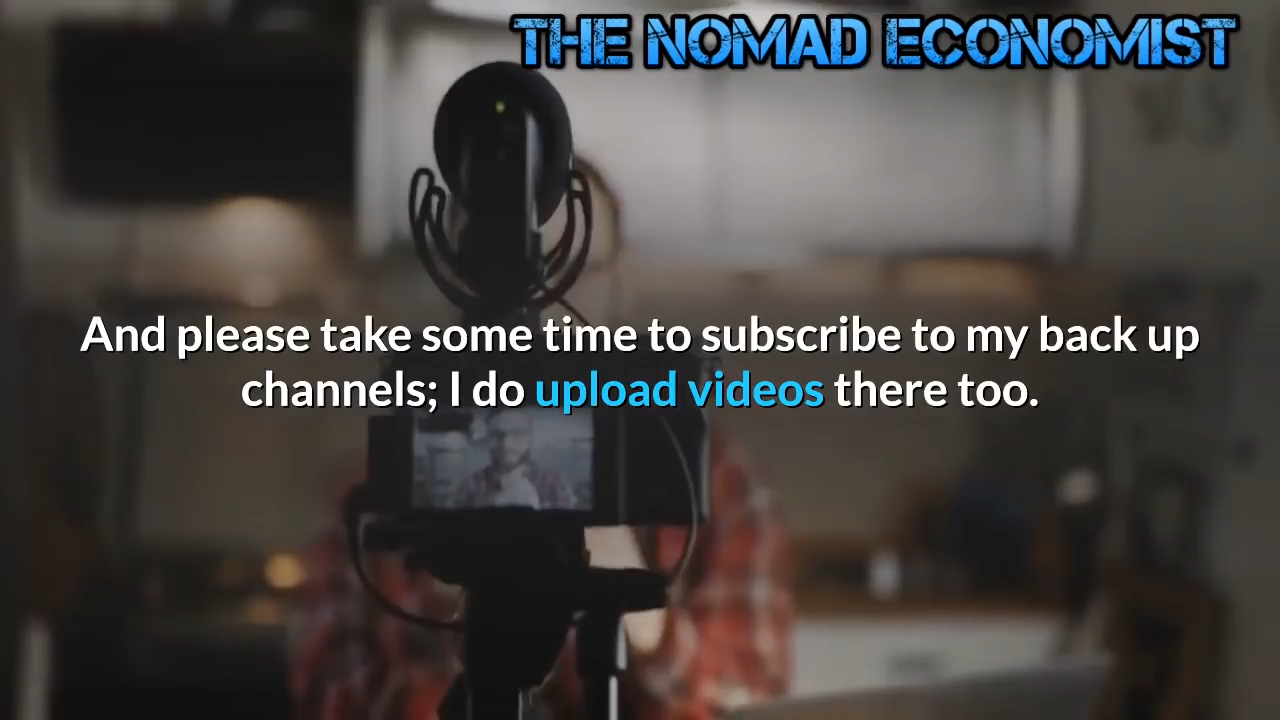 THE NOMAD ECONOMIST
And please take some time to subscribe to my back up
channels; I do upload videos there too.